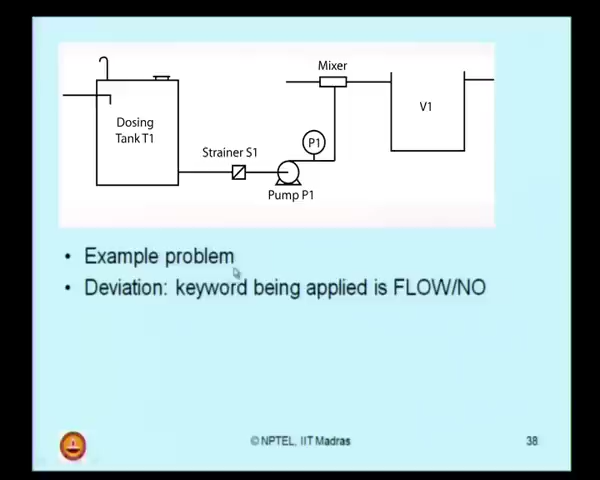 Mixer
V1
Dosing
Tank T1
Strainer S1
P1
Pump P1
• Example problem
• Deviation: keyword being applied is FLOW/NO
© NPTEL, IIT Madras
38